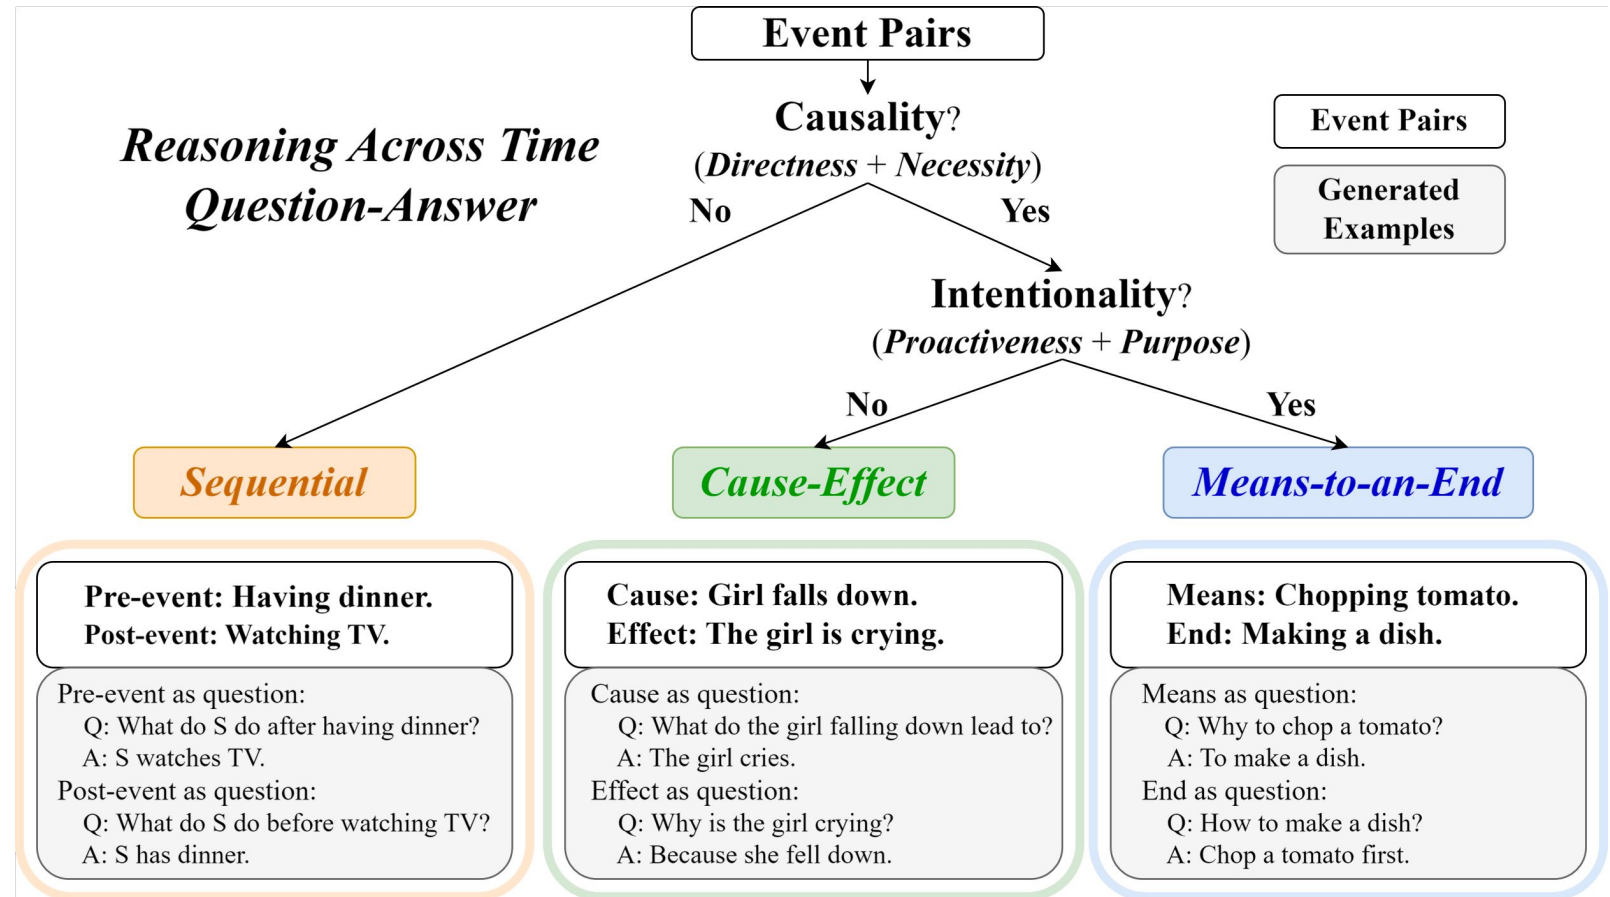 Event Pairs
Reasoning Across Time
Question-Answer
Causality?
(Directness + Necessity)
No
Yes
Event Pairs
Generated
Examples
Intentionality?
(Proactiveness + Purpose)
No
Yes
Sequential
Cause-Effect
Means-to-an-End
Pre-event: Having dinner.
Post-event: Watching TV.
Pre-event as question:
Q: What do S do after having dinner?
A: S watches TV.
Post-event as question:
Q: What do S do before watching TV?
A: S has dinner.
Cause: Girl falls down.
Effect: The girl is crying.
Cause as question:
Q: What do the girl falling down lead to?
A: The girl cries.
Effect as question:
Q: Why is the girl crying?
A: Because she fell down.
Means: Chopping tomato.
End: Making a dish.
Means as question:
Q: Why to chop a tomato?
A: To make a dish.
End as question:
Q: How to make a dish?
A: Chop a tomato first.